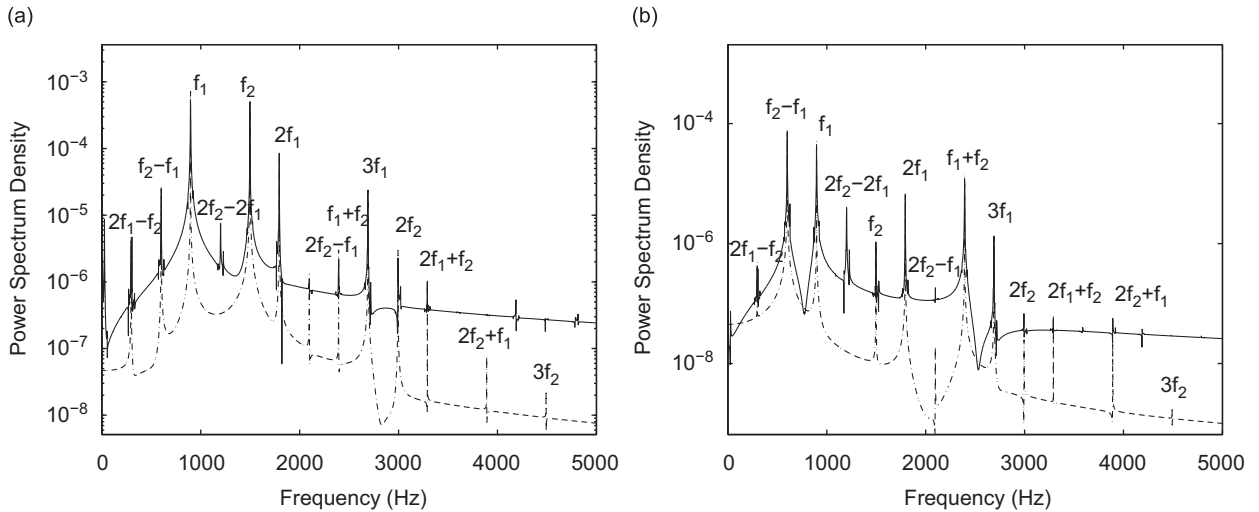 (a)
Power Spectrum Density
10−3
10−4
10−5
10−6
10−7
10−8
0 1000 2000 3000 4000 5000
Frequency (Hz)
f1
f2
2f1
f2−f1
3f1
2f1−f2
2f2−2f1
f1+f2
2f2−f1
2f2
2f1+f2
2f2+f1
3f2
(b)
Power Spectrum Density
10−4
10−6
10−8
0 1000 2000 3000 4000 5000
Frequency (Hz)
f2−f1
f1
2f2−2f1
2f1
f1+f2
f2
3f1
2f1−f2
2f2−f1
2f2
2f1+f2
2f2+f1
3f2